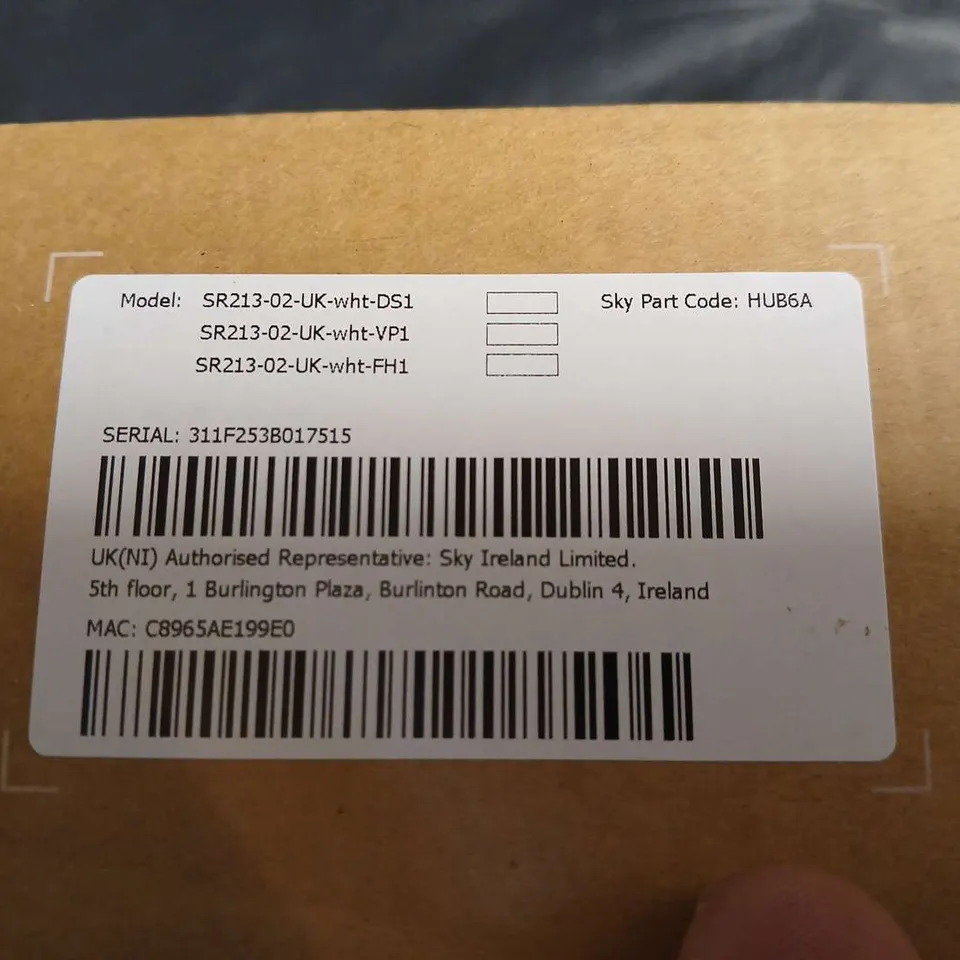 Model: SR213-02-UK-wht-DS1 Sky Part Code: HUB6A
SR213-02-UK-wht-VP1
SR213-02-UK-wht-FH1
SERIAL: 311F253B017515
UK(NI) Authorised Representative: Sky Ireland Limited.
5th floor, 1 Burlington Plaza, Burlinton Road, Dublin 4, Ireland
MAC: C8965AE199E0